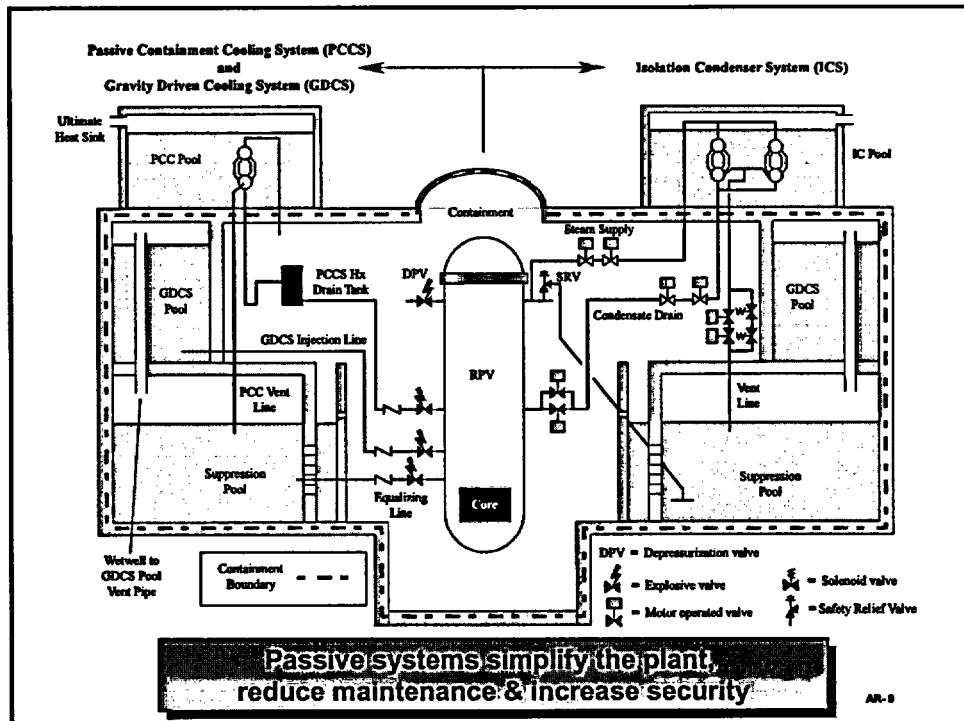 Passive Containment Cooling System (PCCS)
and
Gravity Driven Cooling System (GDCS)
Isolation Condenser System (ICS)
Ultimate
Heat Sink
PCC Pool
IC Pool
Containment
Steam Supply
DPV
SRV
PCCS Hx
Drain Tank
GDCS
Pool
GDCS
Pool
Condensate Drain
GDCS Injection Line
RPV
PCC Vent
Line
Vent
Line
Suppression
Pool
Suppression
Pool
Equalizing
Line
Core
Wetwell to
GDCS Pool
Vent Pipe
Containment
Boundary
DPV = Depressurization valve
= Explosive valve
= Solenoid valve
= Motor operated valve
=Safety Relief Valve
Passive systems simplify the plant,
reduce maintenance & increase security
AR-9